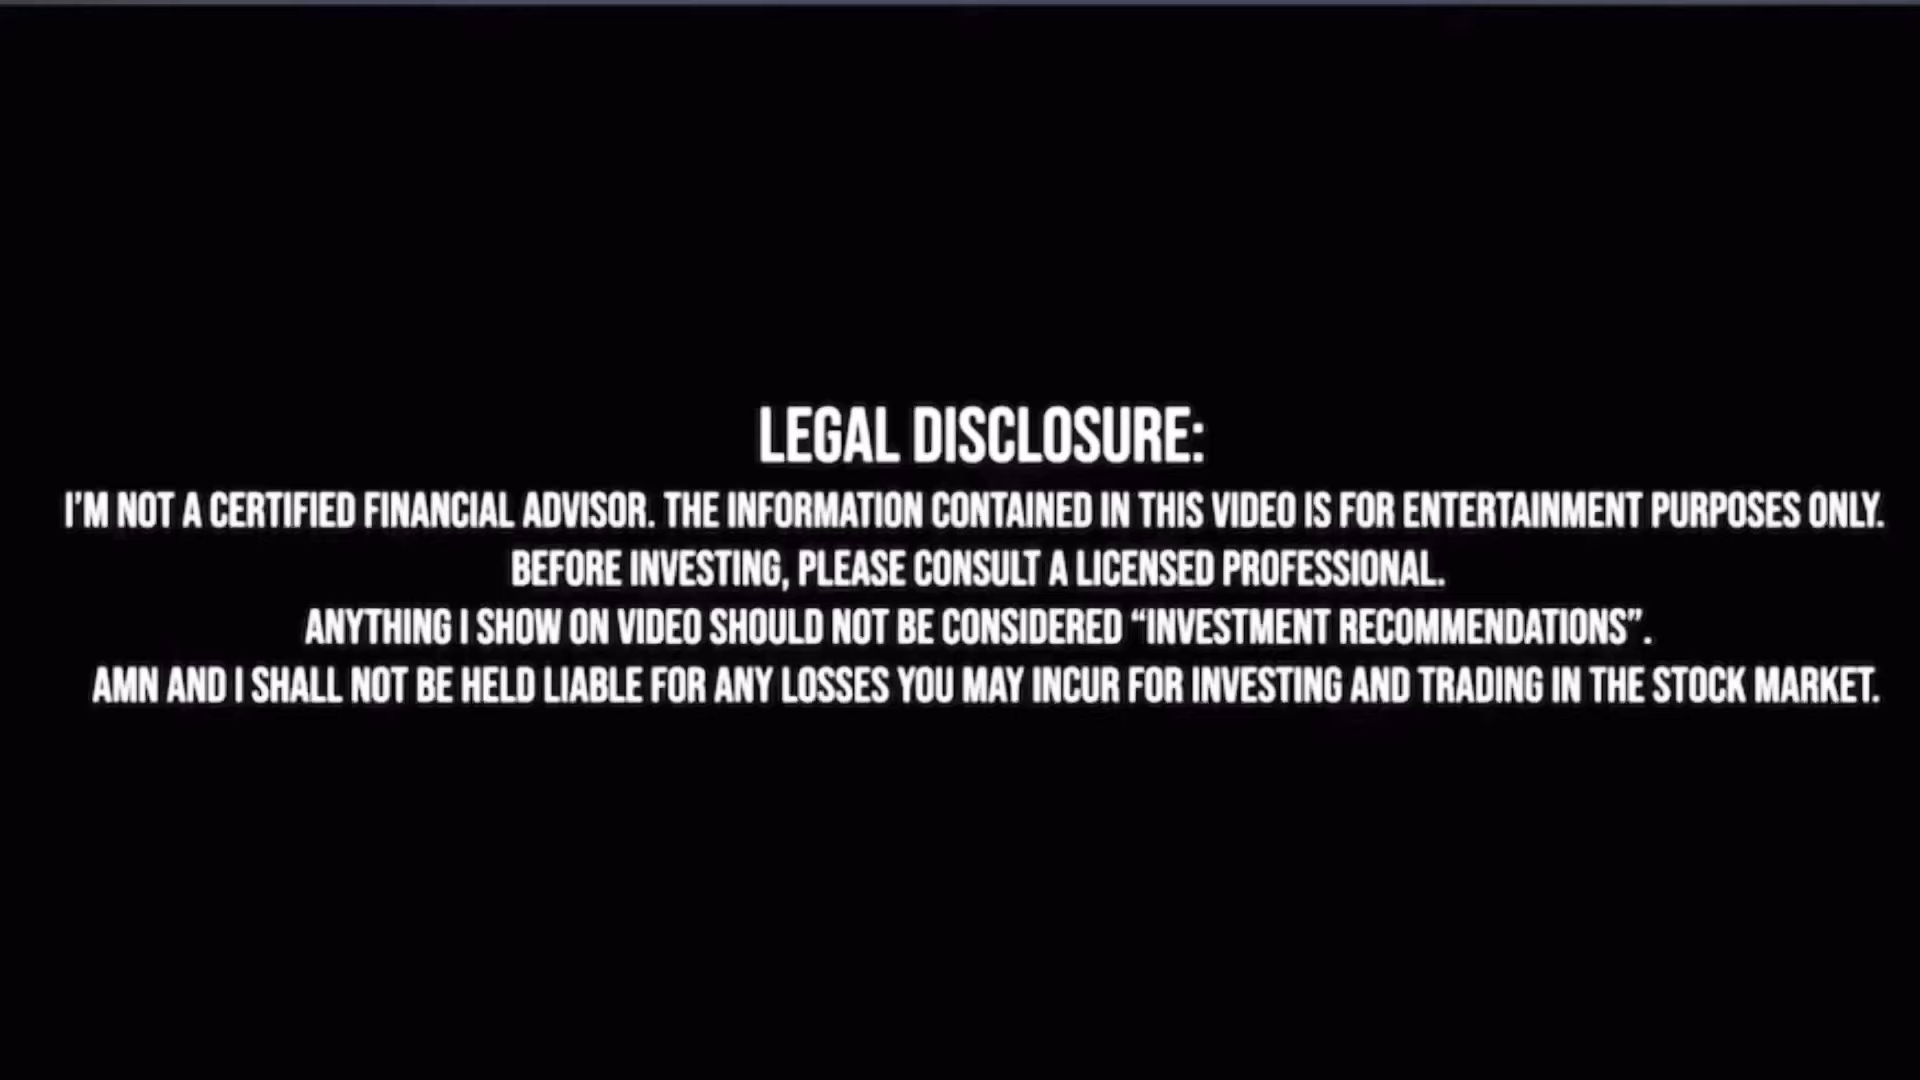 LEGAL DISCLOSURE:
I'M NOT A CERTIFIED FINANCIAL ADVISOR. THE INFORMATION CONTAINED IN THIS VIDEO IS FOR ENTERTAINMENT PURPOSES ONLY.
BEFORE INVESTING, PLEASE CONSULT A LICENSED PROFESSIONAL.
ANYTHING I SHOW ON VIDEO SHOULD NOT BE CONSIDERED “INVESTMENT RECOMMENDATIONS”.
AMN AND I SHALL NOT BE HELD LIABLE FOR ANY LOSSES YOU MAY INCUR FOR INVESTING AND TRADING IN THE STOCK MARKET.